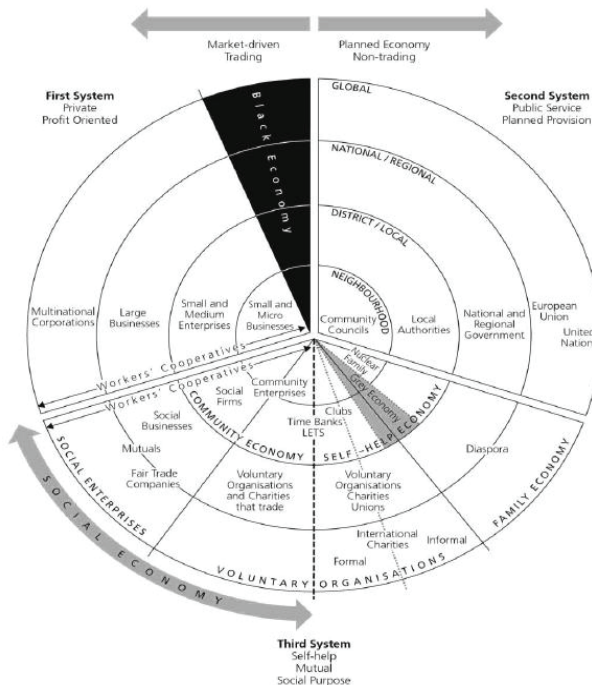 Market-driven
Trading
Planned Economy
Non-trading
First System
Private
Profit Oriented
Second System
Public Service
Planned Provision
Black Economy
GLOBAL
NATIONAL / REGIONAL
DISTRICT / LOCAL
NEIGHBOURHOOD
Multinational
Corporations
Large
Businesses
Small and
Medium
Enterprises
Small and
Micro
Businesses
Community
Councils
Local
Authorities
National and
Regional
Government
European
Union
United
Nation
Workers' Cooperatives
Workers' Cooperatives
Nuclear
Family
Grey Economy
Community
Enterprises
Social
Firms
Social
Businesses
Clubs
Time Banks
LETS
COMMUNITY ECONOMY
SELF-HELP ECONOMY
Mutuals
Fair Trade
Companies
Voluntary
Organisations
and Charities
that trade
Voluntary
Organisations
Charities
Unions
Diaspora
International
Charities
Informal
Formal
SOCIAL ENTERPRISES
VOLUNTARY ORGANISATIONS
FAMILY ECONOMY
SOCIAL ECONOMY
Third System
Self-help
Mutual
Social Purpose